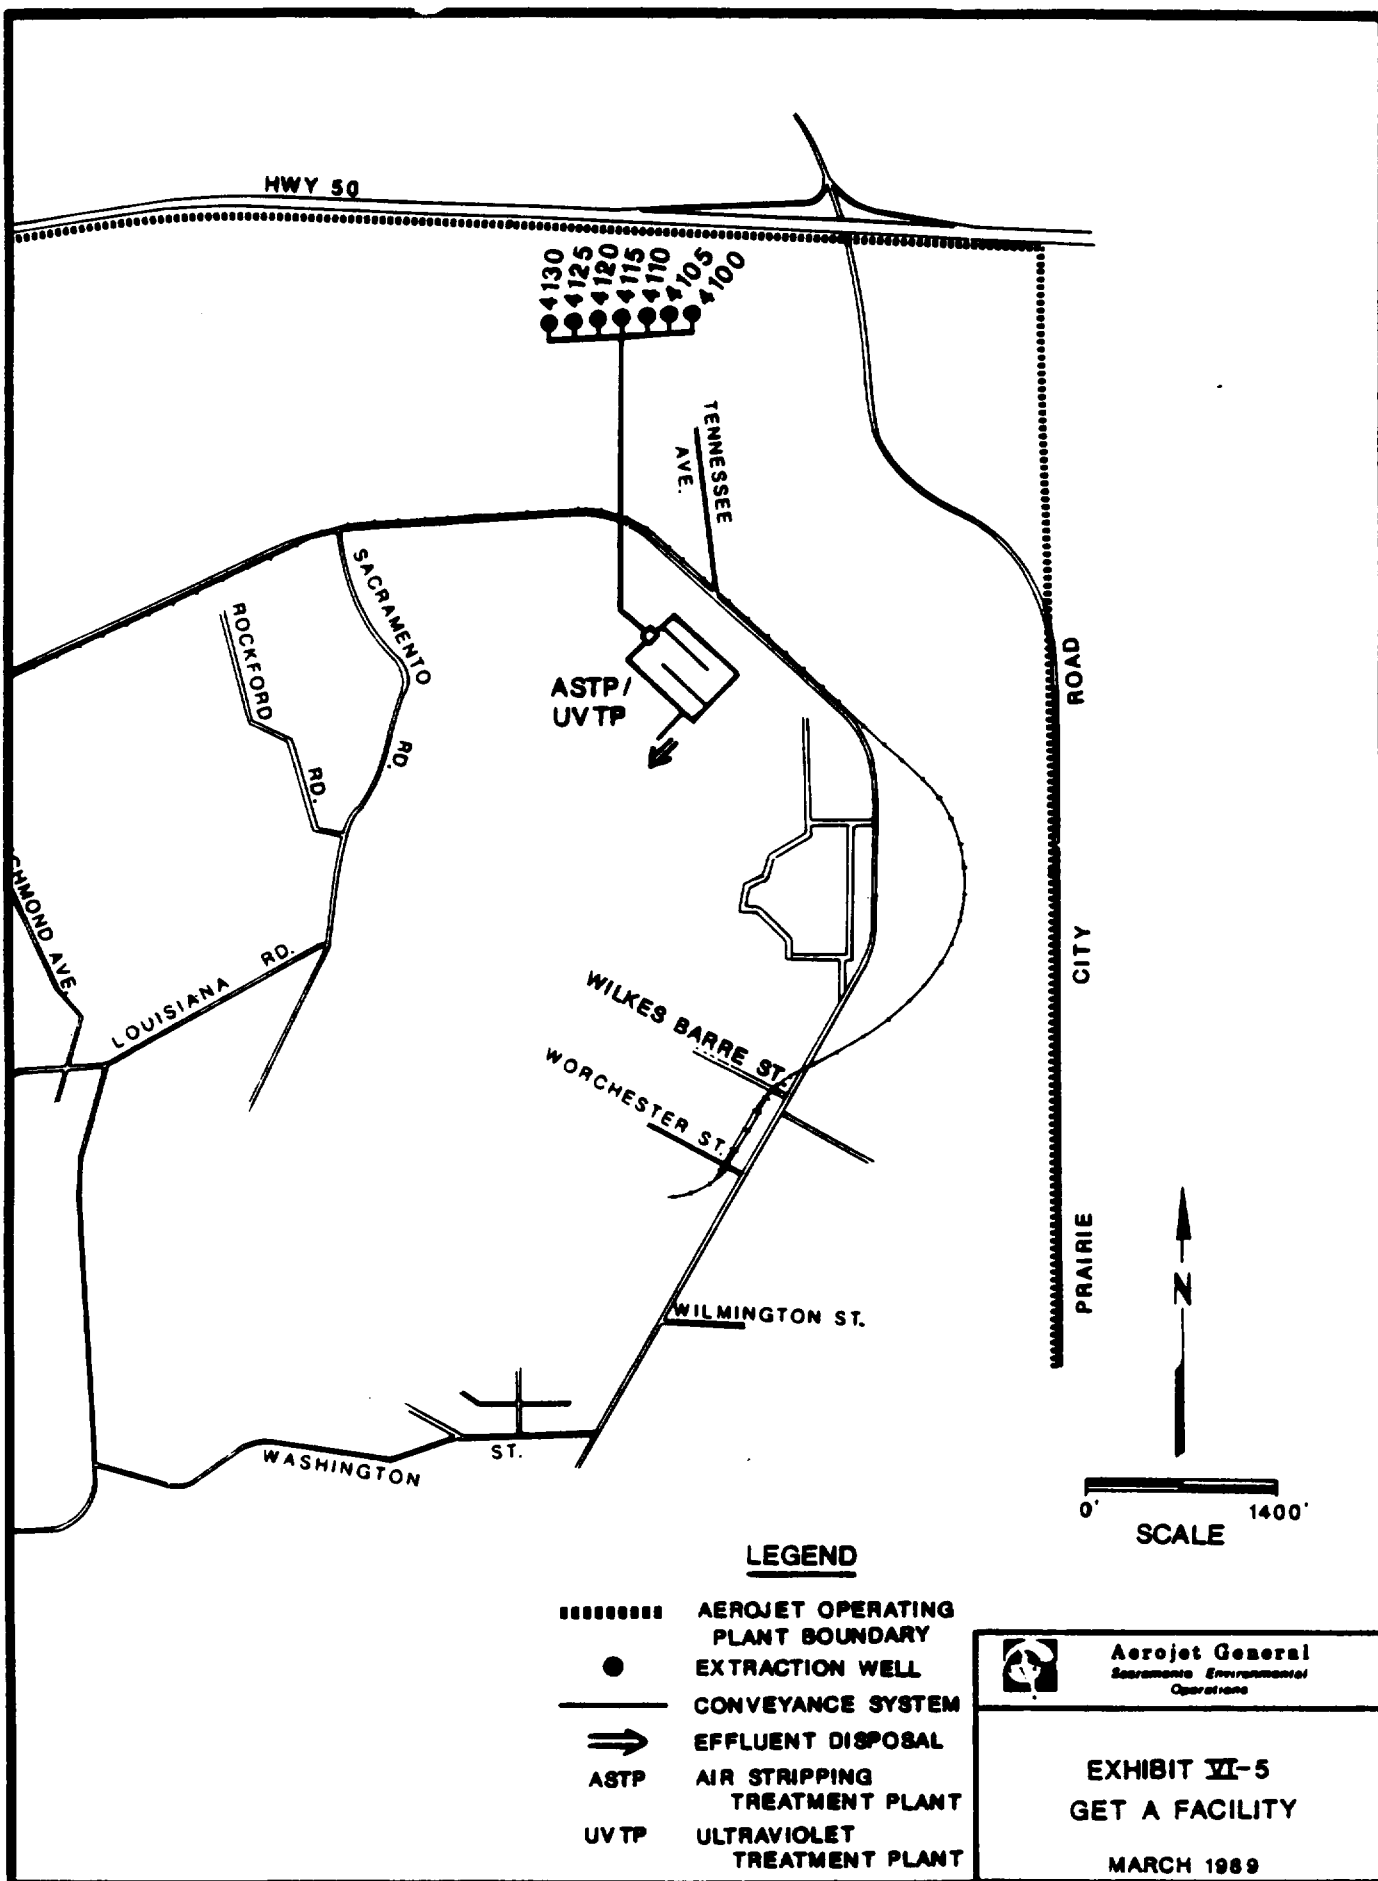 HWY 50
4130
4125
4120
4115
4110
4105
4100
TENNESSEE
AVE.
SACRAMENTO
RD.
ROCKFORD
RD.
ASTP/
UVTP
ROAD
CITY
PRAIRIE
CHMOND AVE.
LOUISIANA RD.
WILKES BARRE ST.
WORCHESTER ST.
WILMINGTON ST.
WASHINGTON
ST.
N
0' 1400'
SCALE
LEGEND
AEROJET OPERATING
PLANT BOUNDARY
EXTRACTION WELL
CONVEYANCE SYSTEM
EFFLUENT DISPOSAL
ASTP AIR STRIPPING
TREATMENT PLANT
UVTP ULTRAVIOLET
TREATMENT PLANT
Aerojet General
Sacramento Environmental
Operations
EXHIBIT VI-5
GET A FACILITY
MARCH 1989